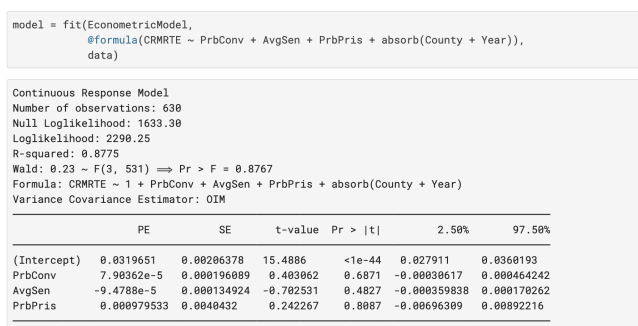 model = fit(EconometricModel,
@formula(CRMRTE ~ PrbConv + AvgSen + PrbPris + absorb(County + Year)),
data)
Continuous Response Model
Number of observations: 630
Null Loglikelihood: 1633.30
Loglikelihood: 2290.25
R-squared: 0.8775
Wald: 0.23 ~ F(3, 531) ⟹ Pr > F = 0.8767
Formula: CRMRTE ~ 1 + PrbConv + AvgSen + PrbPris + absorb(County + Year)
Variance Covariance Estimator: OIM
PE SE t-value Pr > |t| 2.50% 97.50%
(Intercept) 0.0319651 0.00206378 15.4886 <1e-44 0.027911 0.0360193
PrbConv 7.90362e-5 0.000196089 0.403062 0.6871 -0.00030617 0.000464242
AvgSen -9.4788e-5 0.000134924 -0.702531 0.4827 -0.000359838 0.000170262
PrbPris 0.000979533 0.0040432 0.242267 0.8087 -0.00696309 0.00892216